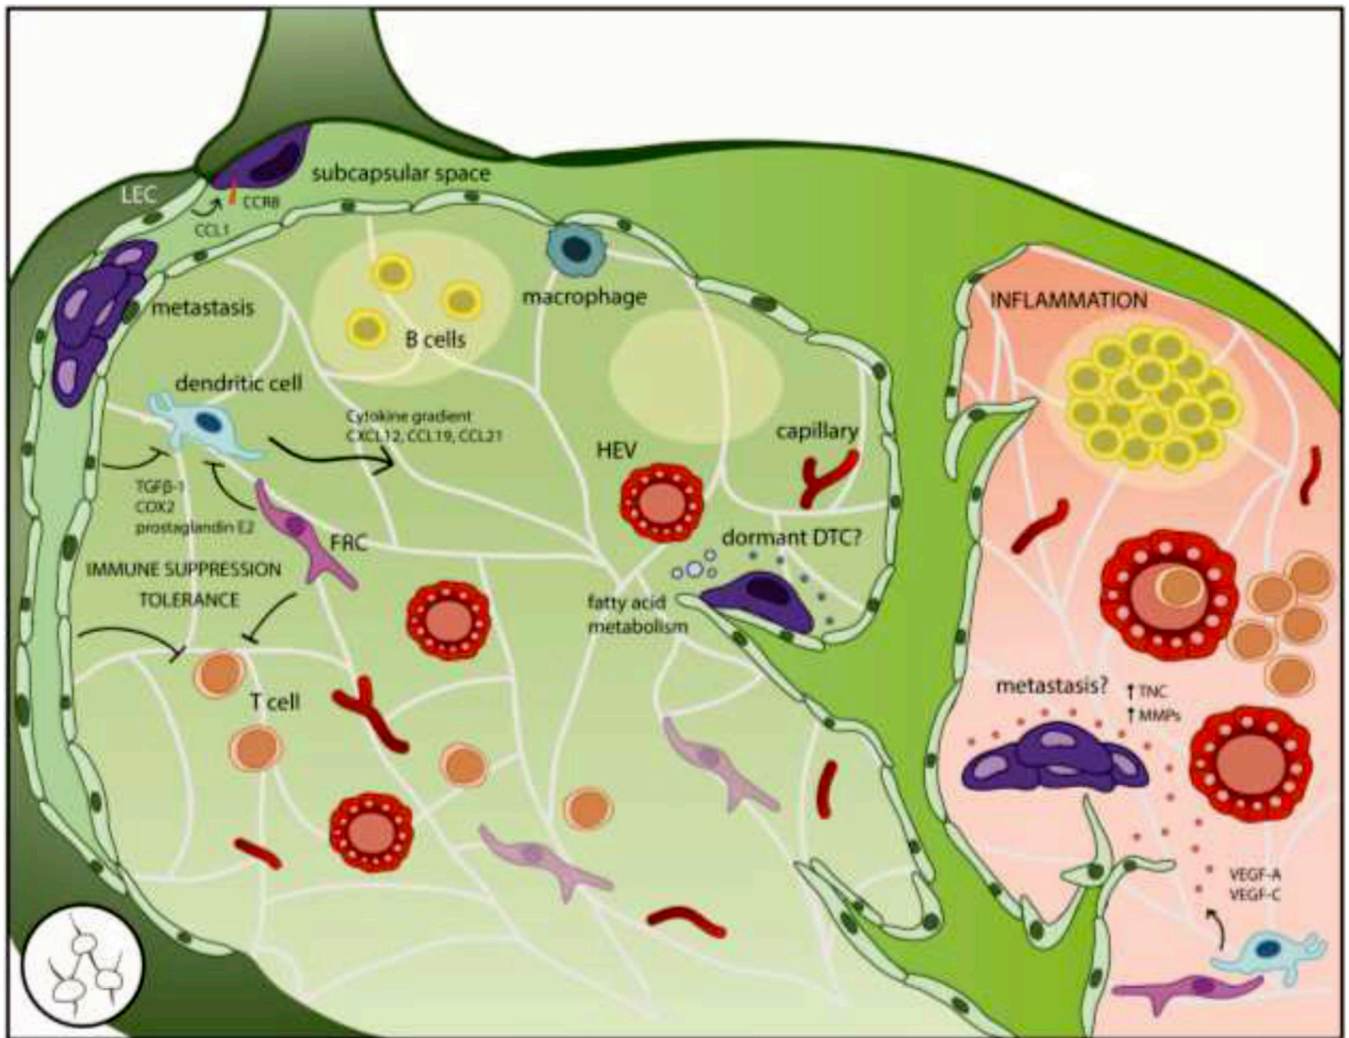 LEC
subcapsular space
CCR8
CCL1
metastasis
macrophage
B cells
INFLAMMATION
dendritic cell
Cytokine gradient
CXCL12, CCL19, CCL21
HEV
capillary
TGFβ-1
COX2
prostaglandin E2
FRC
dormant DTC?
IMMUNE SUPPRESSION
TOLERANCE
fatty acid
metabolism
T cell
metastasis?
↑TNC
↑MMPs
VEGF-A
VEGF-C